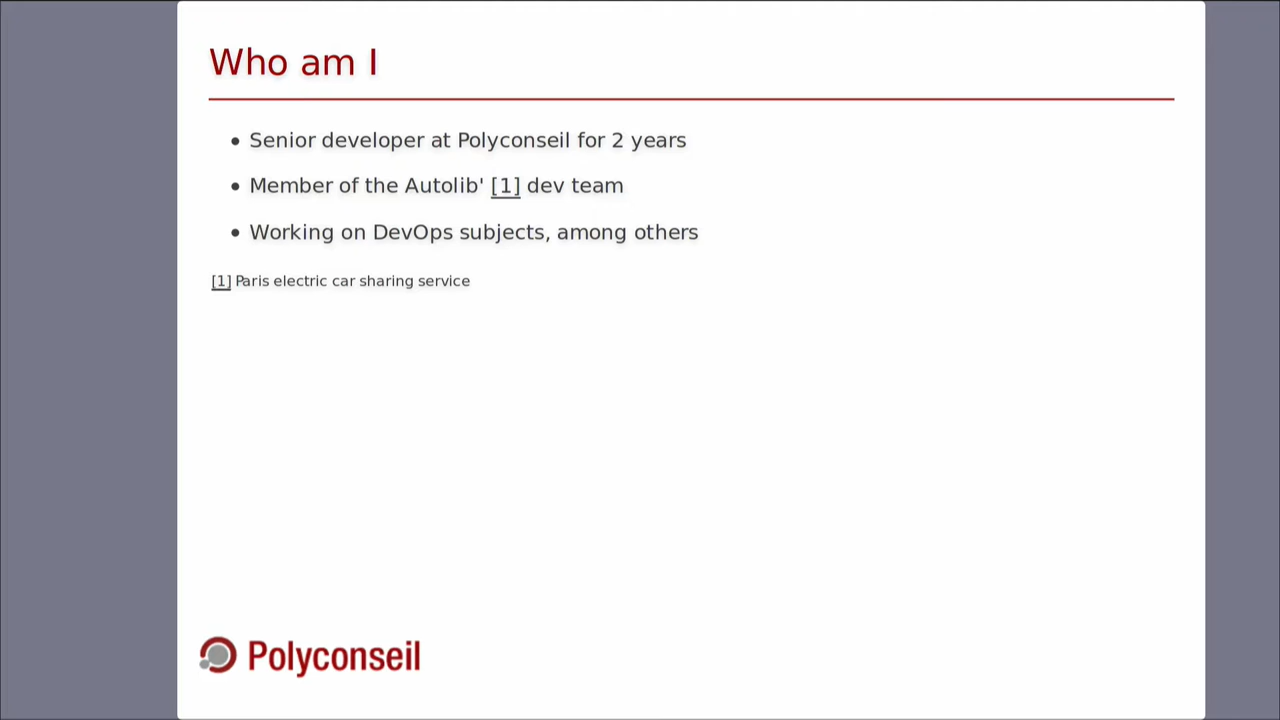 Who am I
• Senior developer at Polyconseil for 2 years
• Member of the Autolib' [1] dev team
• Working on DevOps subjects, among others
[1] Paris electric car sharing service
Polyconseil